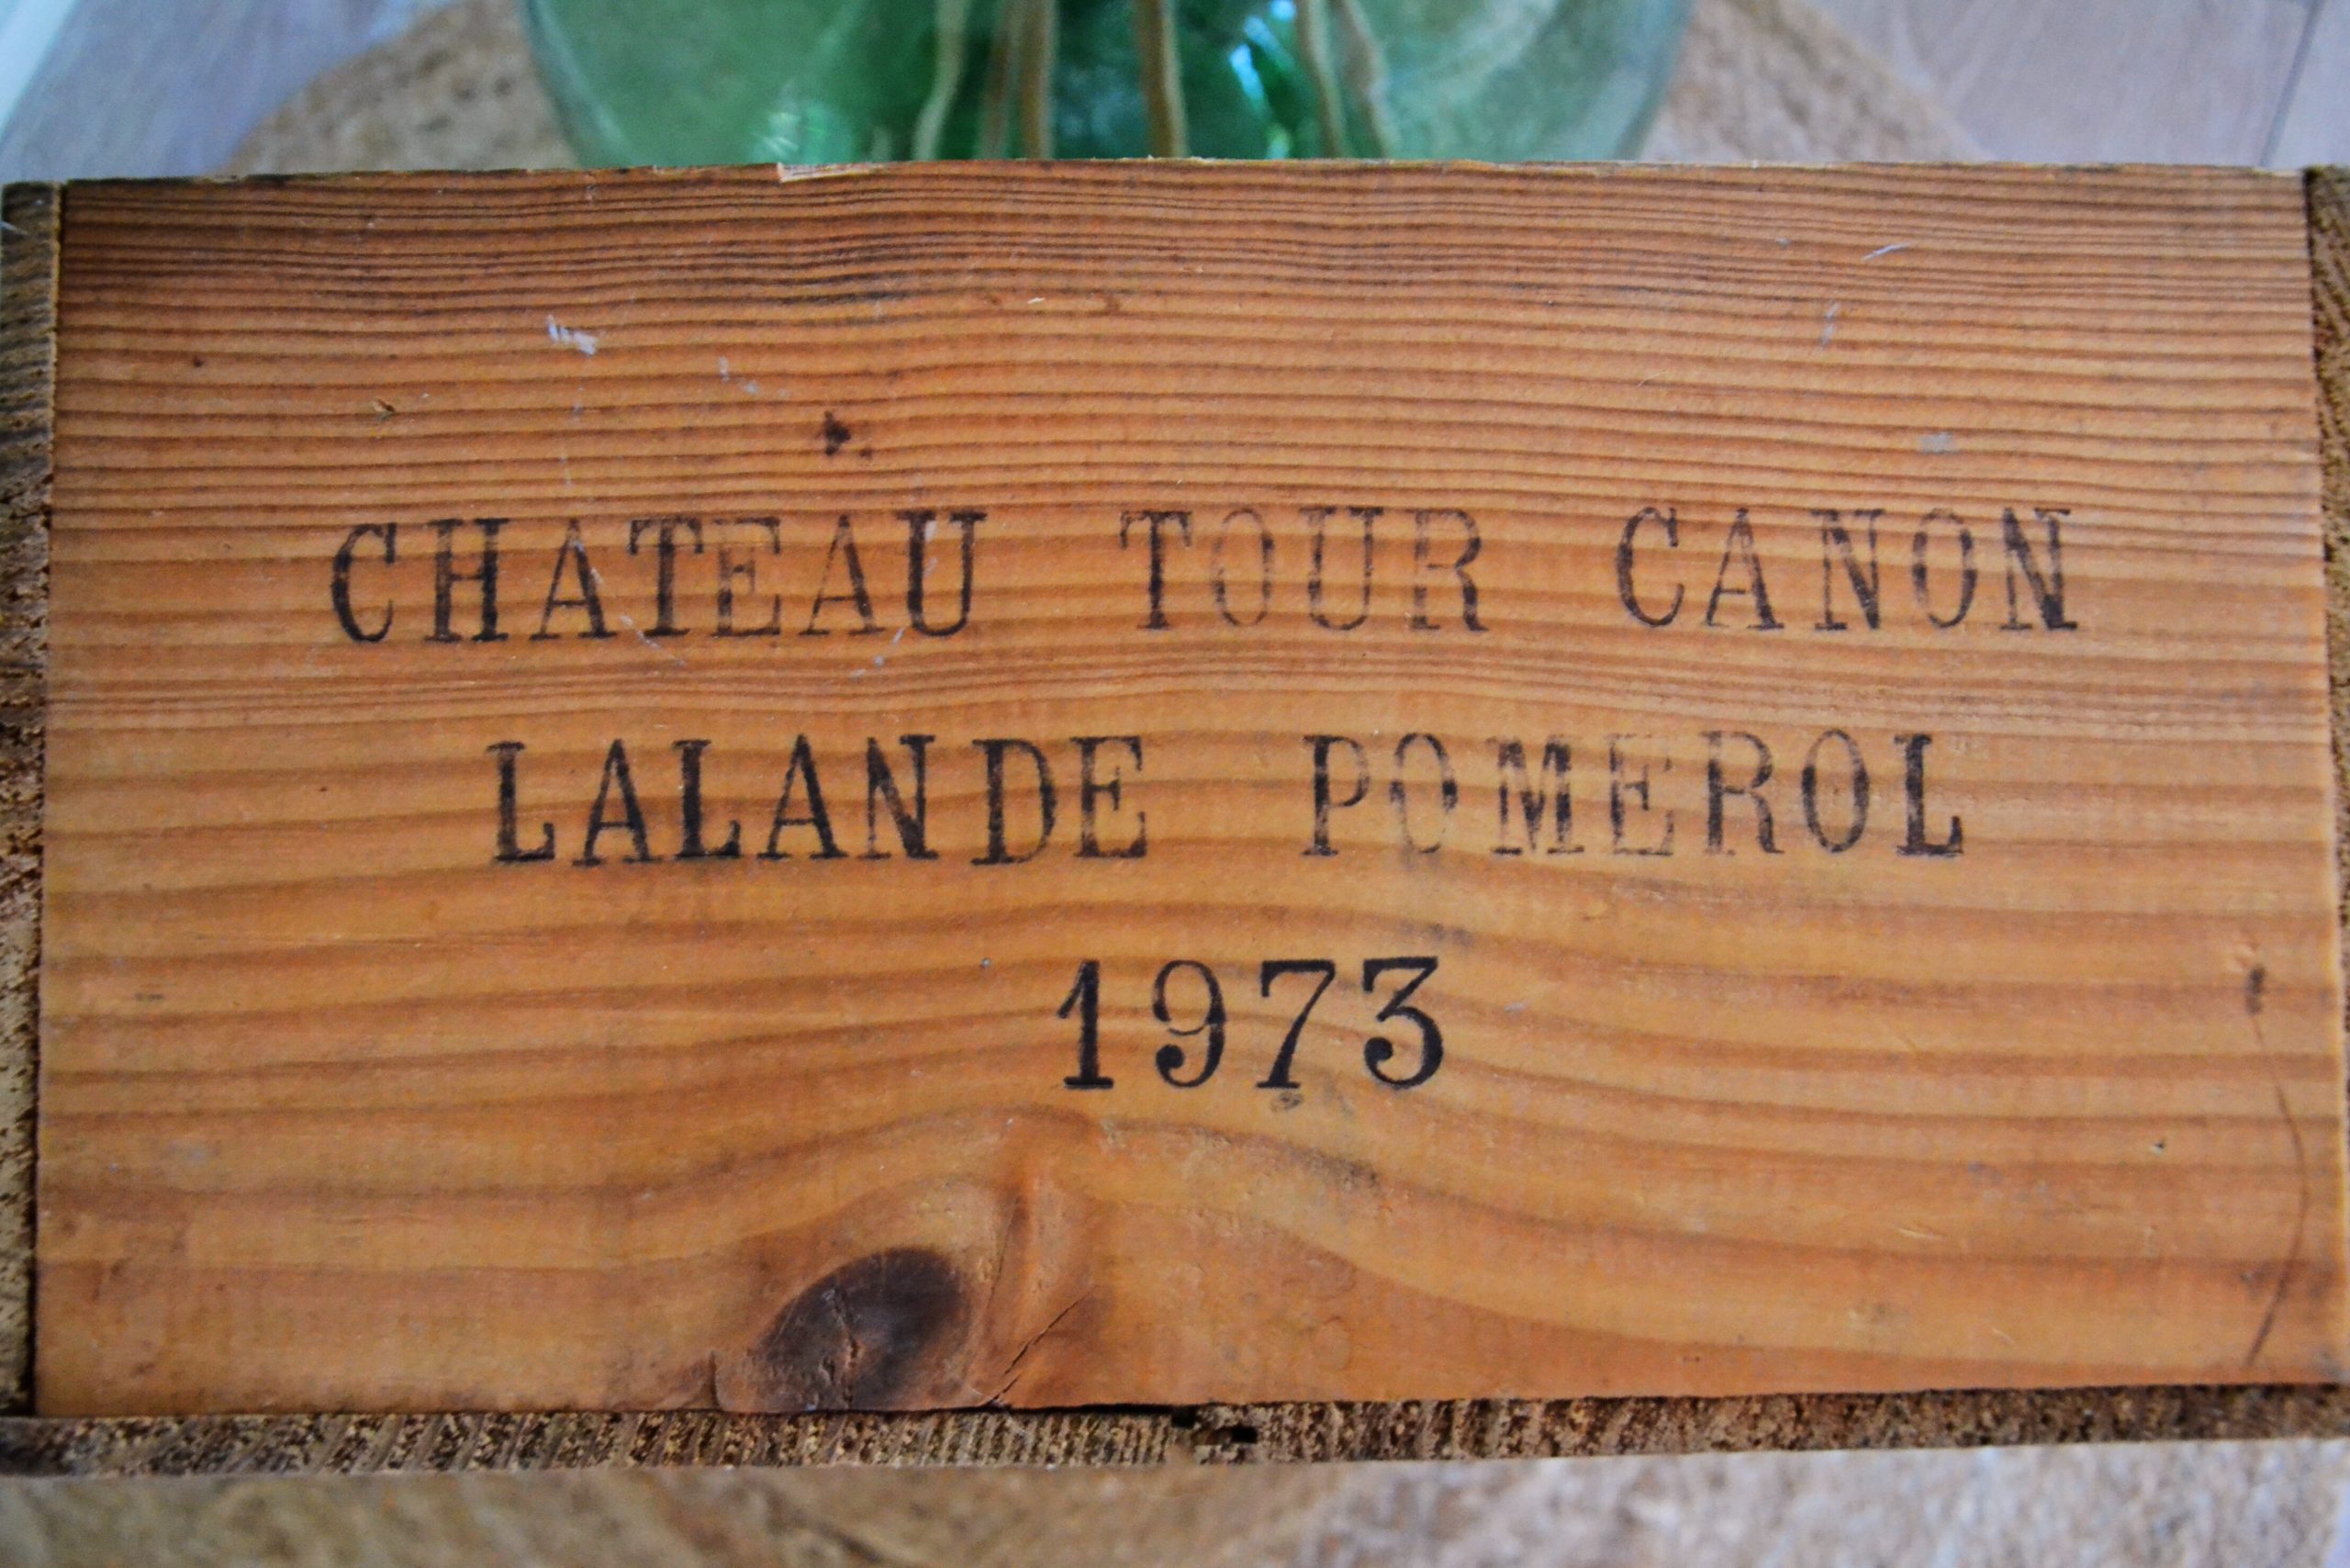 CHATEAU TOUR CANON
LALANDE POMEROL
1973